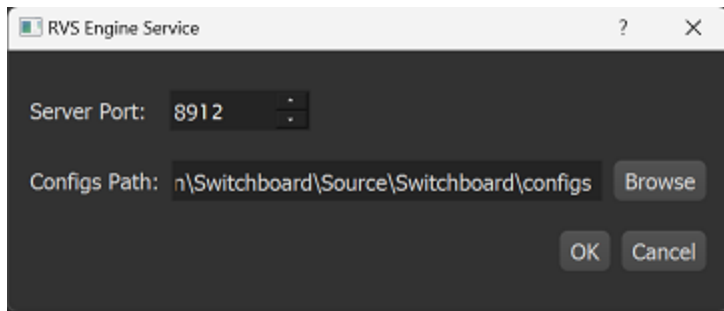 RVS Engine Service ?
Server Port: 8912
Configs Path: n\Switchboard\Source\Switchboard\configs Browse
OK Cancel